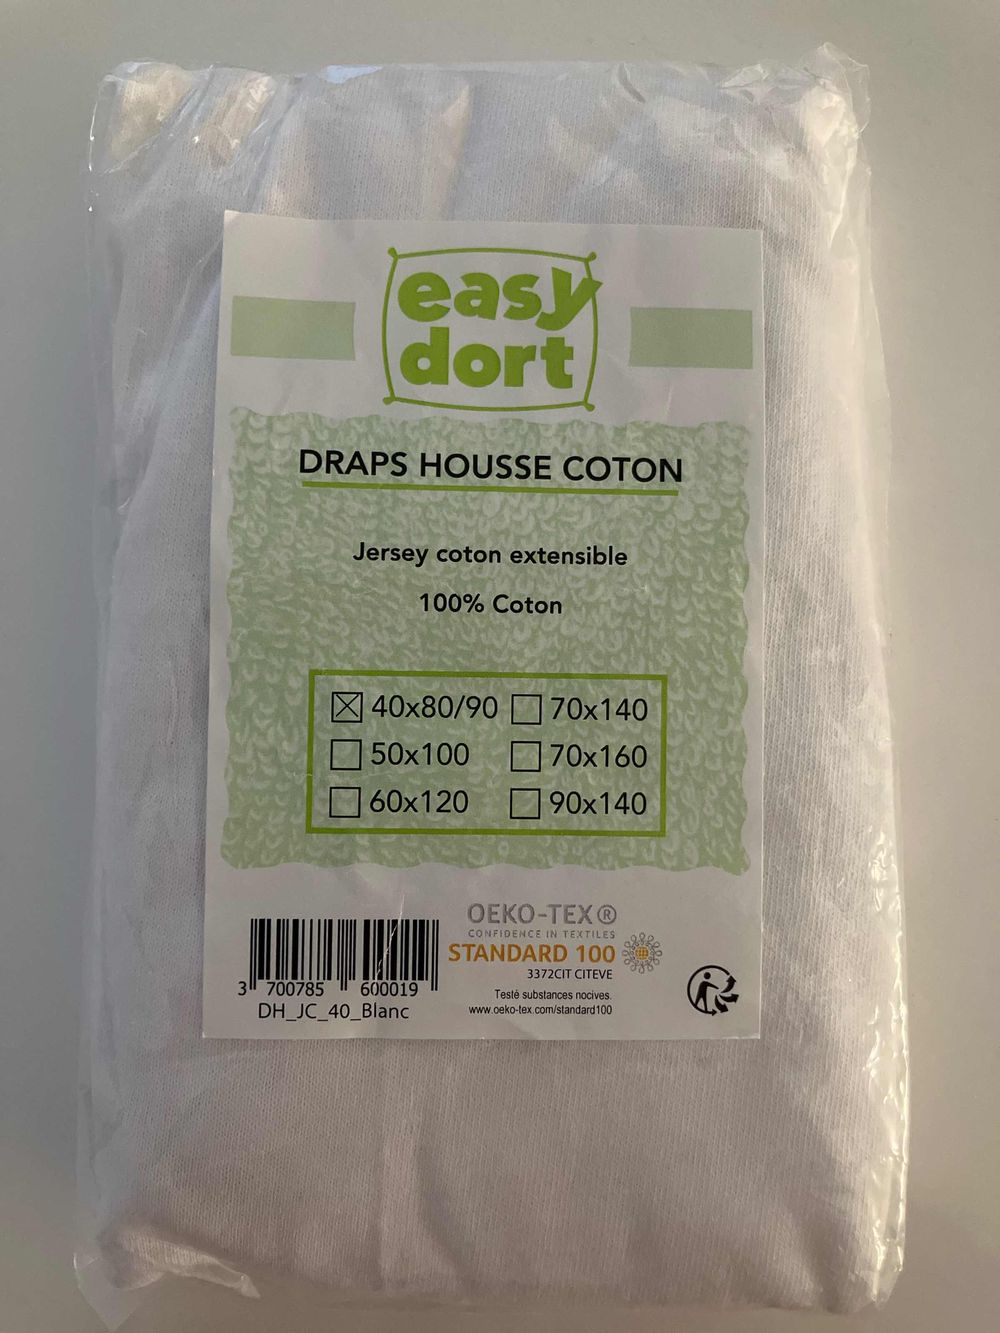 easy
dort
DRAPS HOUSSE COTON
Jersey coton extensible
100% Coton
40x80/90 70x140
50x100 70x160
60x120 90x140
OEKO-TEX®
CONFIDENCE IN TEXTILES
STANDARD 100
3372CIT CITEVE
Testé substances nocives.
www.oeko-tex.com/standard100
3 700785 600019
DH_JC_40_Blanc